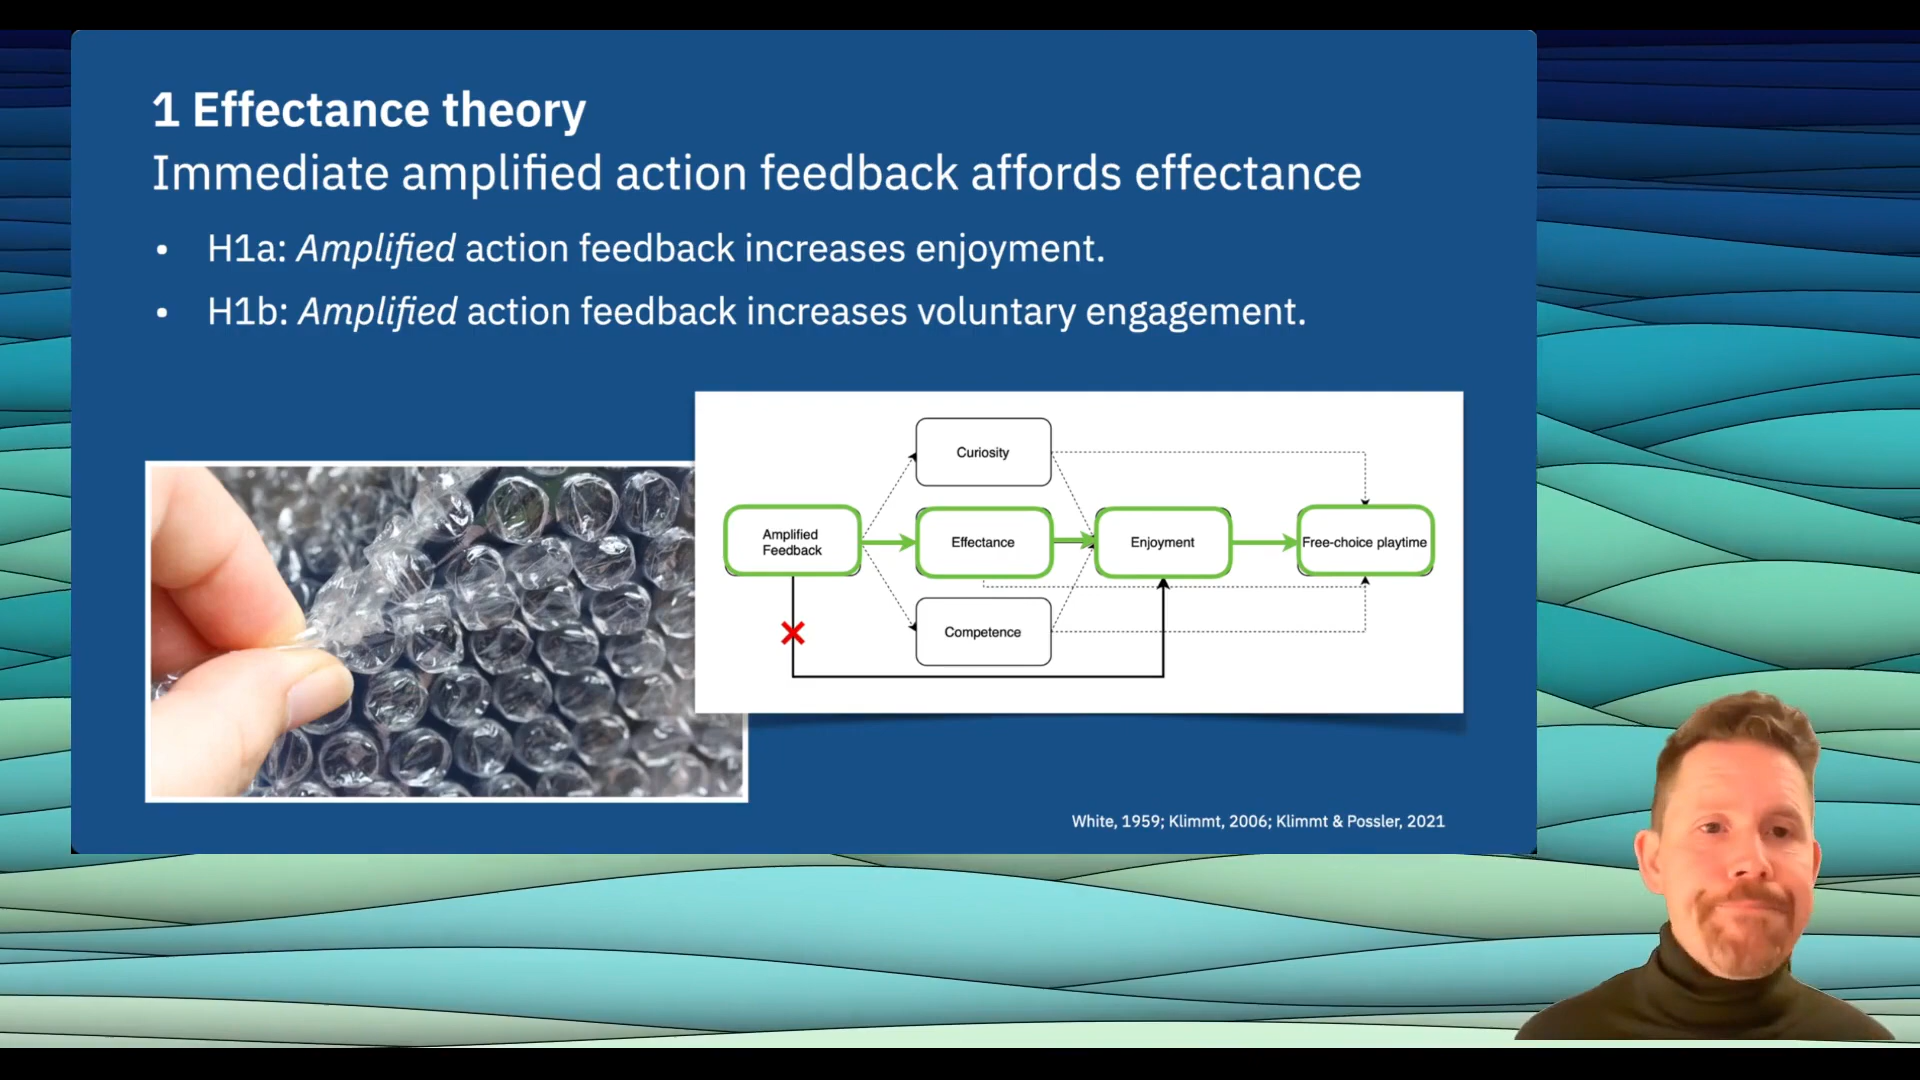 1 Effectance theory
Immediate amplified action feedback affords effectance
• H1a: Amplified action feedback increases enjoyment.
• H1b: Amplified action feedback increases voluntary engagement.
Curiosity
Amplified
Feedback
Effectance
Enjoyment
Free-choice playtime
Competence
White, 1959; Klimmt, 2006; Klimmt & Possler, 2021